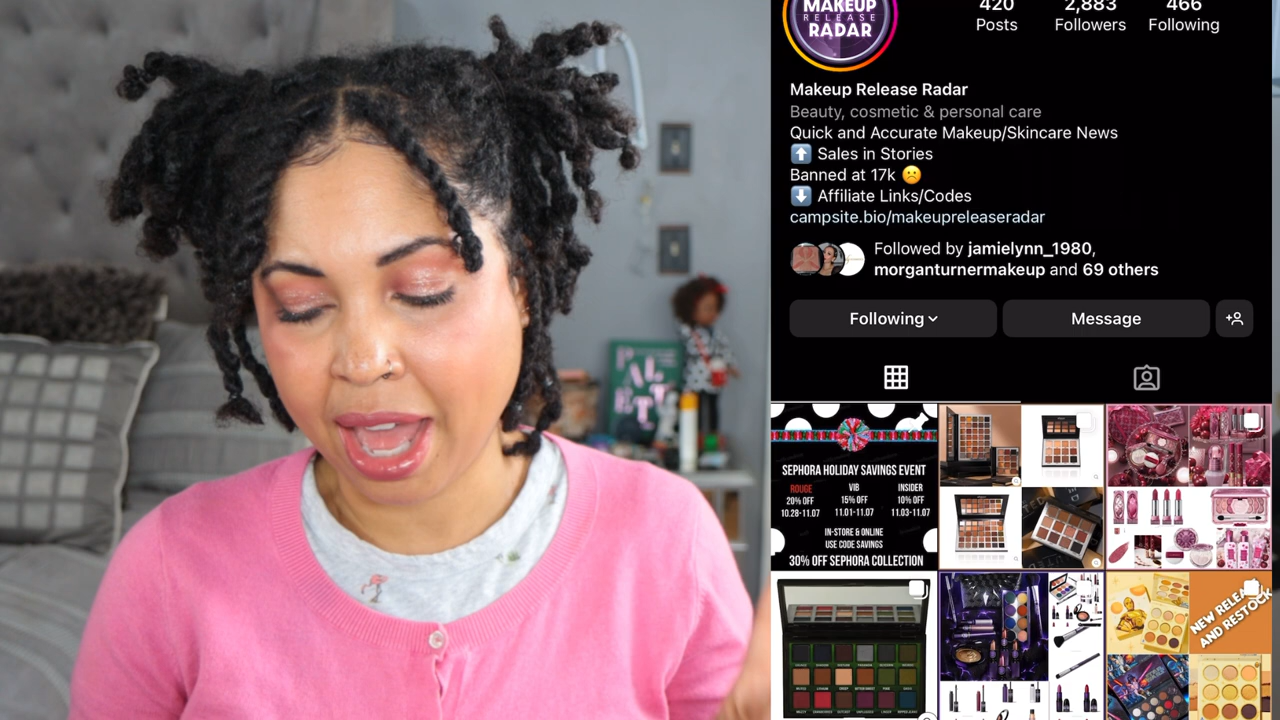 MAKEUP
RELEASE
RADAR
420
2,883
466
Posts
Followers
Following
Makeup Release Radar
Beauty, cosmetic & personal care
Quick and Accurate Makeup/Skincare News
⬆️ Sales in Stories
Banned at 17k ☹️
⬇️ Affiliate Links/Codes
campsite.bio/makeupreleaseradar
Followed by jamielynn_1980,
morganturnermakeup and 69 others
Following
Message
PAL
ETT
SEPHORA HOLIDAY SAVINGS EVENT
ROUGE
VIB
INSIDER
20% OFF
15% OFF
10% OFF
10.28-11.07
11.01-11.07
11.03-11.07
IN-STORE & ONLINE
USE CODE SAVINGS
30% OFF SEPHORA COLLECTION
NEW RELEA
AND RESTOCK